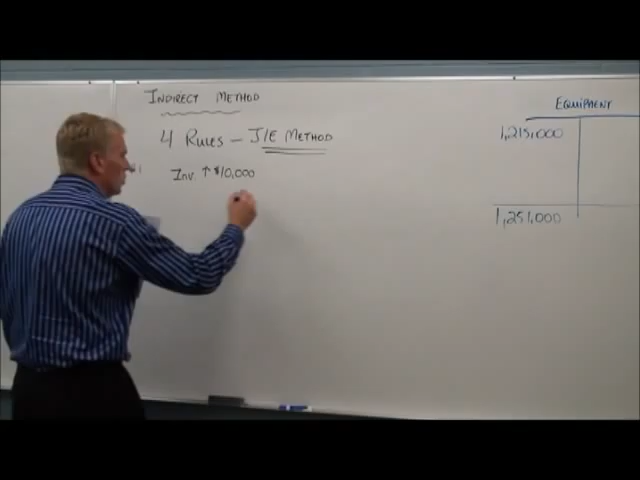 INDIRECT METHOD
4 RULES - J/E METHOD
INV ↑ $10,000
EQUIPMENT
1,215,000
1,251,000